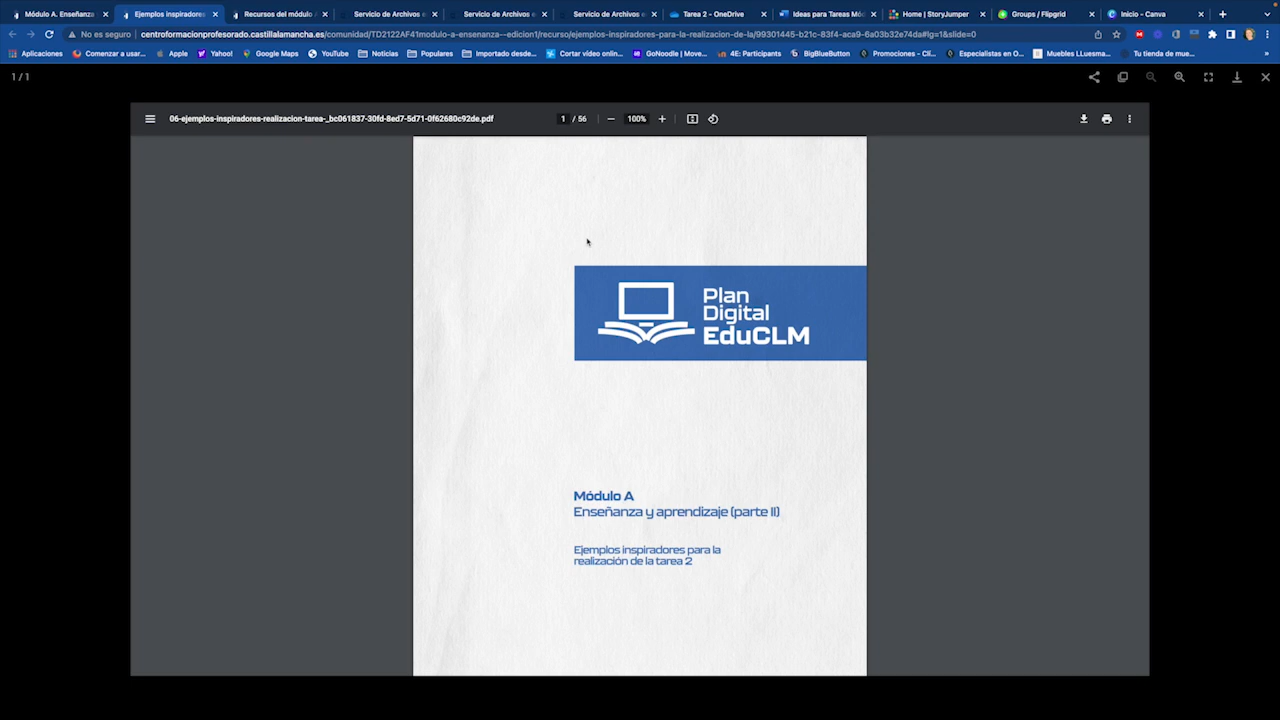 Módulo A. Enseñanza
Ejemplos inspiradores
Recursos del módulo A
Servicio de Archivos e
Servicio de Archivos e
Servicio de Archivos e
Tarea 2 - OneDrive
Ideas para Tareas Mód
Home | StoryJumper
Groups / Flipgrid
Inicio - Canva
No es seguro
centroformacionprofesorado.castillalamancha.es/comunidad/TD2122AF41modulo-a-ensenanza--edicion1/recurso/ejemplos-inspiradores-para-la-realizacion-de-la/99301445-b21c-83f4-aca9-6a03b32e74da#lg=1&slide=0
Aplicaciones
Comenzar a usar...
Apple
Yahoo!
Google Maps
YouTube
Noticias
Populares
Importado desde...
Cortar vídeo onlin...
GoNoodle | Move...
4E: Participants
BigBlueButton
Promociones - Cli...
Especialistas en O...
Muebles LLuesma...
Tu tienda de mue...
»
1 / 1
06-ejemplos-inspiradores-realizacion-tarea-_bc061837-30fd-8ed7-5d71-0f62680c92de.pdf
1 / 56
100%
Plan
Digital
EduCLM
Módulo A
Enseñanza y aprendizaje (parte II)
Ejemplos inspiradores para la
realización de la tarea 2